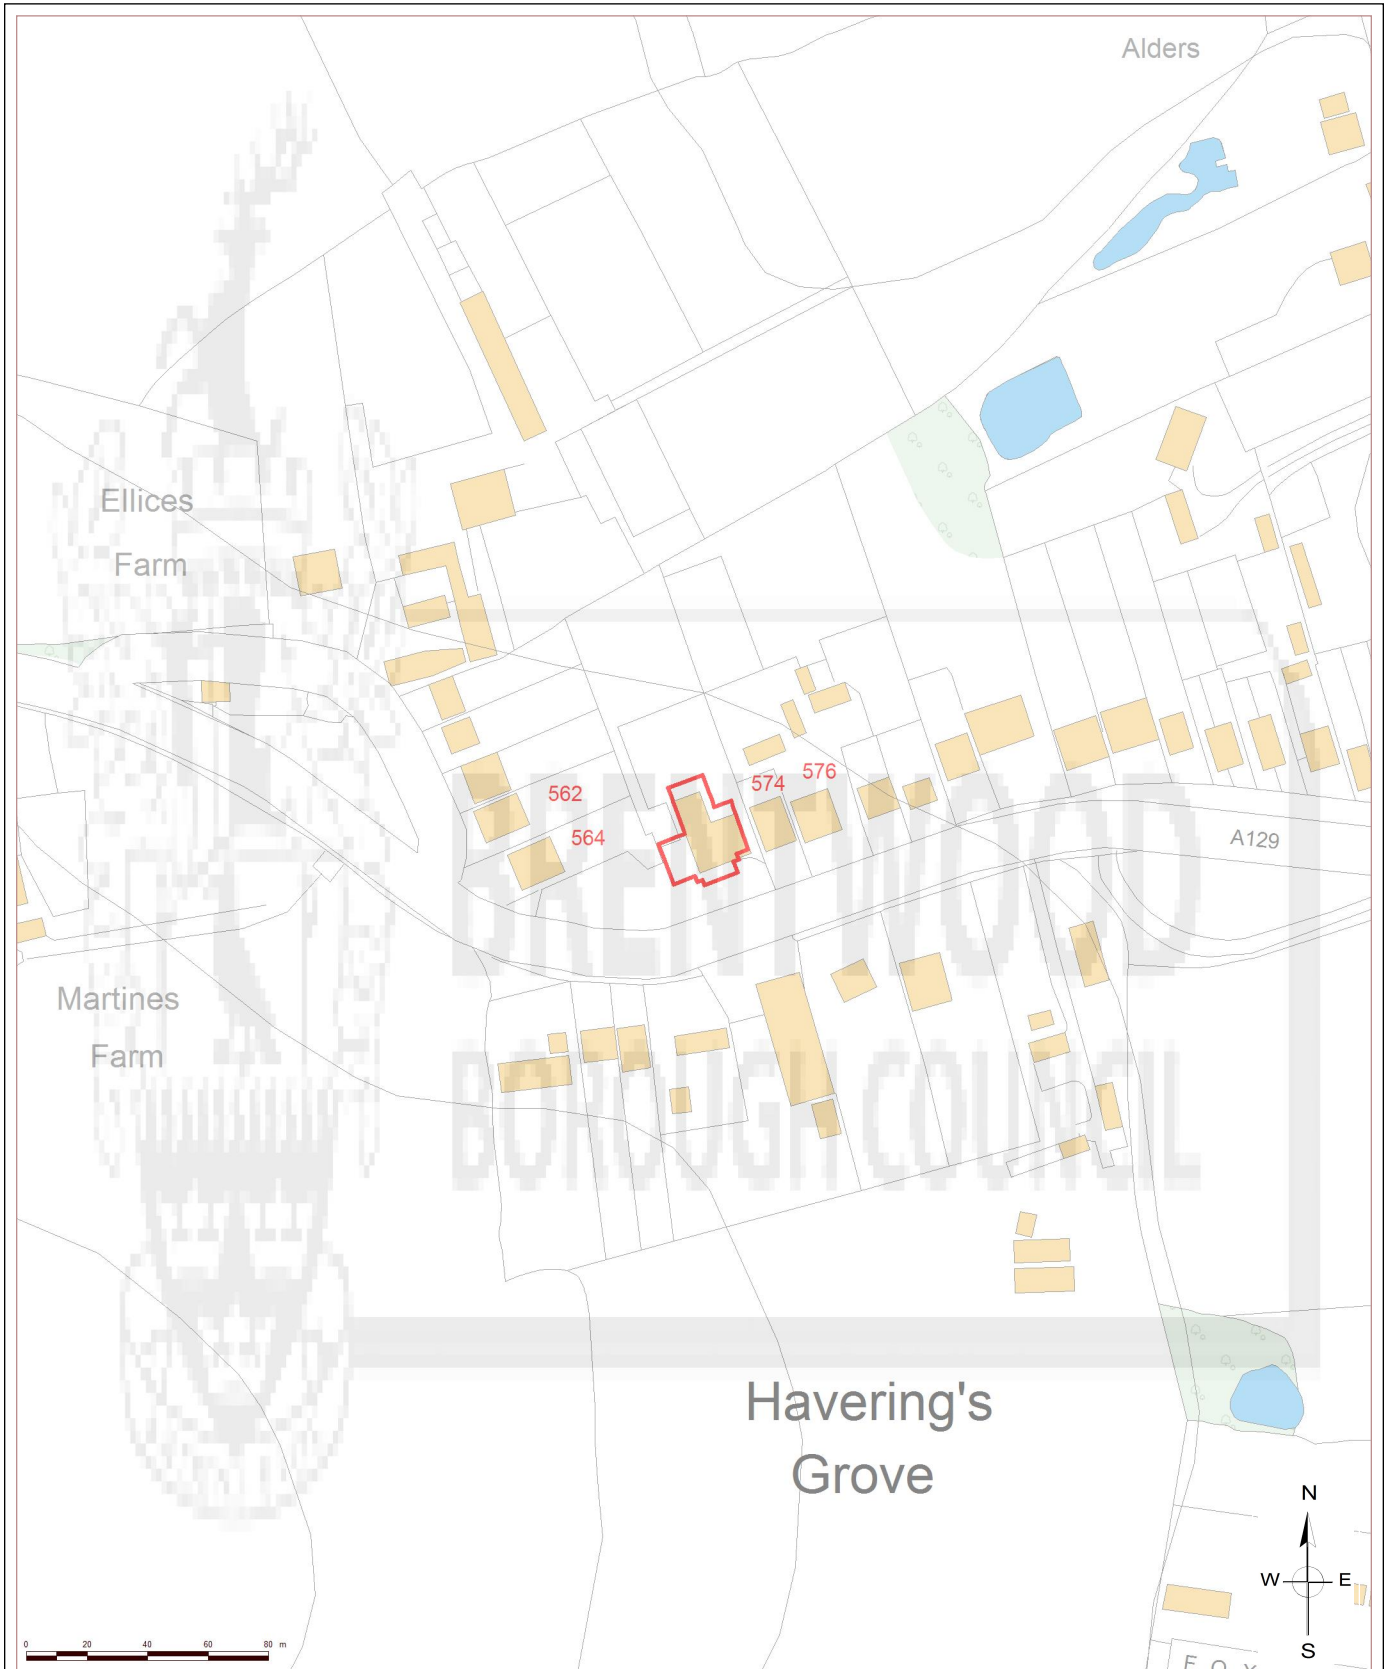 Alders
Ellices
Farm
576
574
562
564
A129
BRENTWOOD
Martines
Farm
BOROUGH COUNCIL
Havering's
Grove
N
W E
S
0 20 40 60 80 m